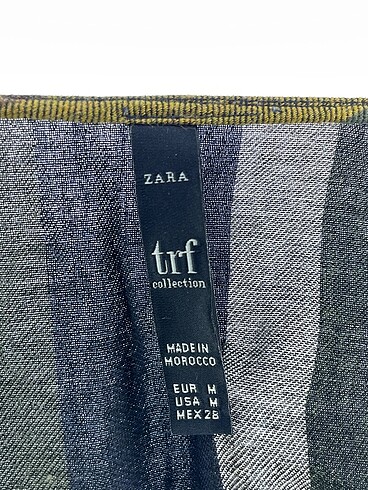 ZARA
trf
collection
MADE IN
MOROCCO
EUR M
USA M
MEX 28